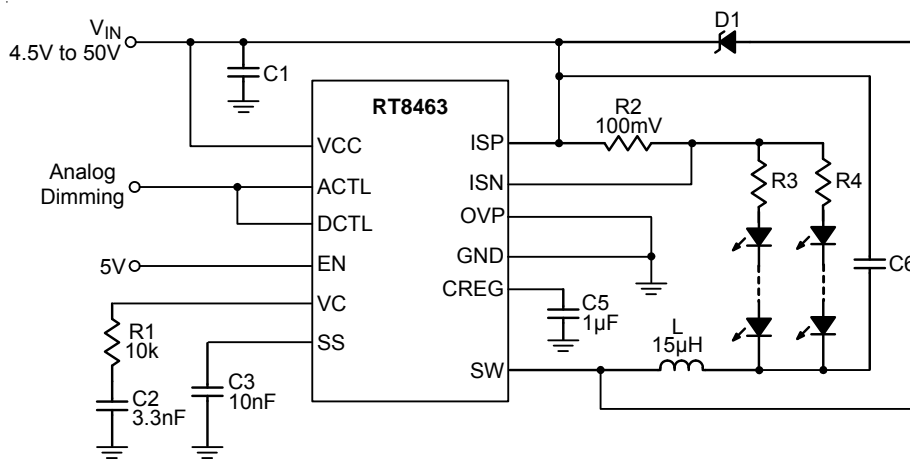 VIN
4.5V to 50V
C1
D1
RT8463
VCC
ACTL
DCTL
EN
VC
SS
ISP
ISN
OVP
GND
CREG
SW
Analog
Dimming
5V
R1
10k
C2
3.3nF
C3
10nF
R2
100mV
R3
R4
C6
C5
1µF
L
15µH